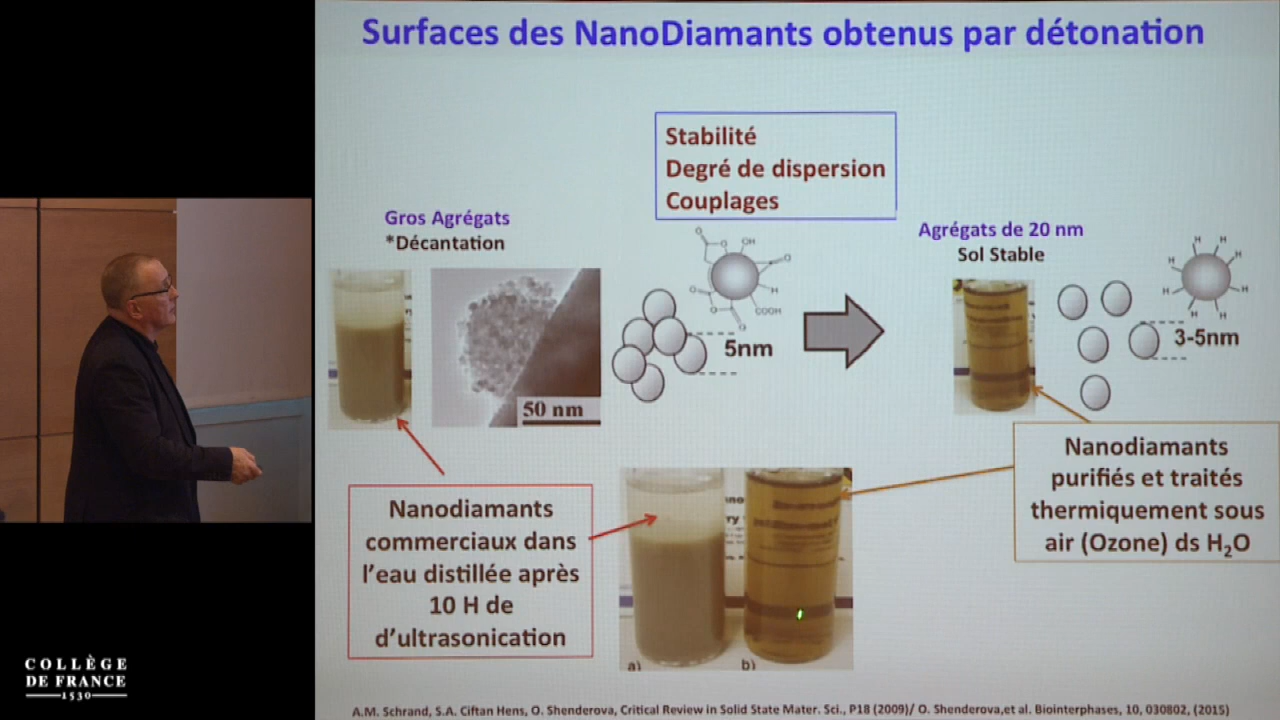 Surfaces des NanoDiamants obtenus par détonation
Stabilité
Degré de dispersion
Couplages
Gros Agrégats
*Décantation
Agrégats de 20 nm
Sol Stable
O
OH
O
O
H
O
O
COOH
O
5nm
50 nm
H
H
H
H
H
H
H
H
3-5nm
Nanodiamants
commerciaux dans
l'eau distillée après
10 H de
d'ultrasonication
Nanodiamants
purifiés et traités
thermiquement sous
air (Ozone) ds H2O
a)
b)
COLLÈGE
DE FRANCE
1530
A.M. Schrand, S.A. Ciftan Hens, O. Shenderova, Critical Review in Solid State Mater. Sci., P18 (2009)/ O. Shenderova,et al. Biointerphases, 10, 030802, (2015)